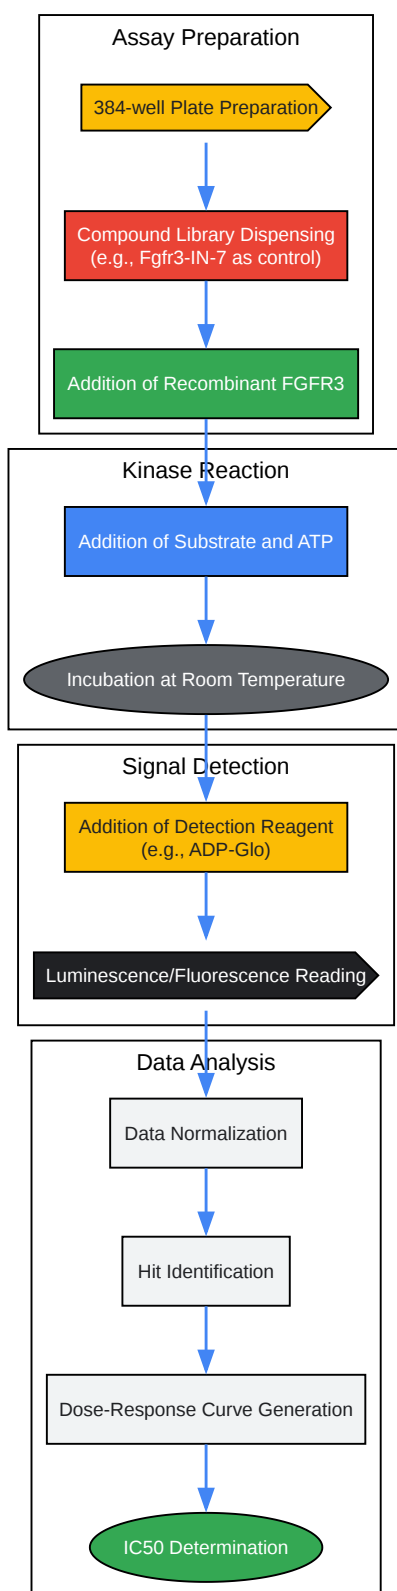 Assay Preparation
384-well Plate Preparation
Compound Library Dispensing
(e.g., Fgfr3-IN-7 as control)
Addition of Recombinant FGFR3
Kinase Reaction
Addition of Substrate and ATP
Incubation at Room Temperature
Signal Detection
Addition of Detection Reagent
(e.g., ADP-Glo)
Luminescence/Fluorescence Reading
Data Analysis
Data Normalization
Hit Identification
Dose-Response Curve Generation
IC50 Determination